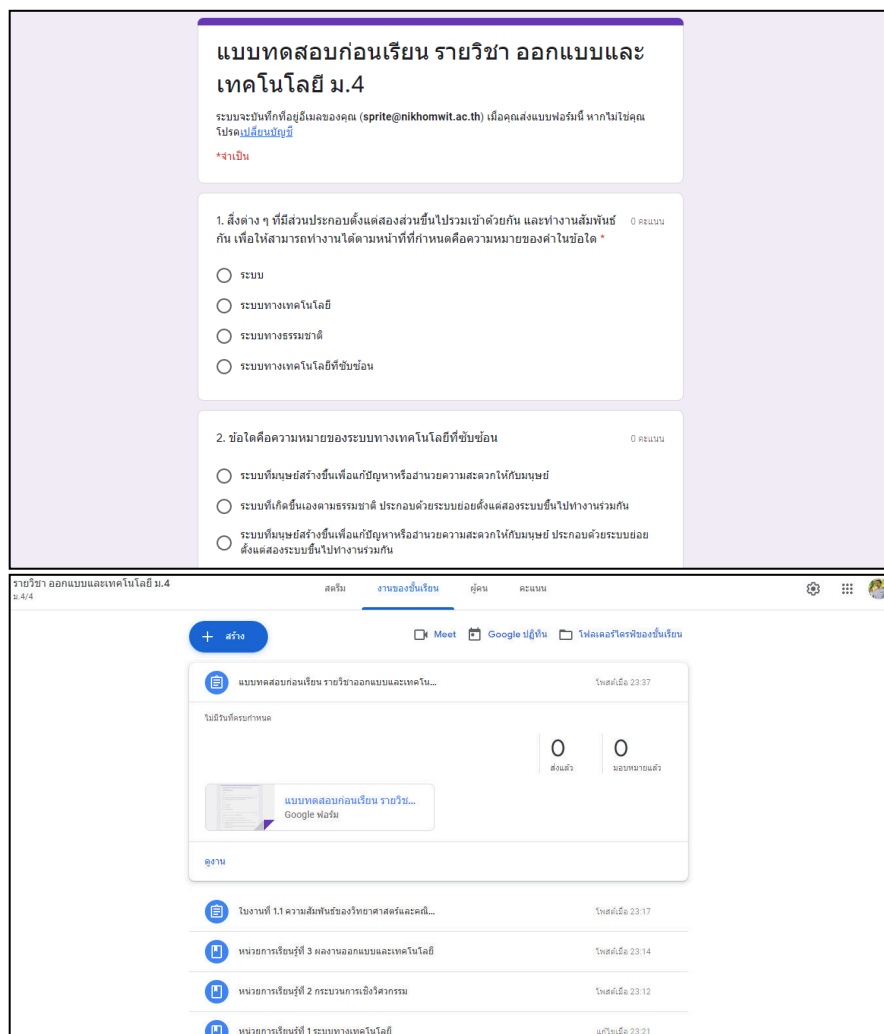 แบบทดสอบก่อนเรียน รายวิชา ออกแบบและ
เทคโนโลยี ม.4
ระบบจะบันทึกที่อยู่อีเมลของคุณ (sprite@nikhomwit.ac.th) เมื่อคุณส่งแบบฟอร์มนี้ หากไม่ใช่คุณ
โปรดเปลี่ยนบัญชี
*จำเป็น
1. สิ่งต่าง ๆ ที่มีส่วนประกอบตั้งแต่สองส่วนขึ้นไปรวมเข้าด้วยกัน และทำงานสัมพันธ์ 0 คะแนน
กัน เพื่อให้สามารถทำงานได้ตามหน้าที่ที่กำหนดคือความหมายของคำในข้อใด *
ระบบ
ระบบทางเทคโนโลยี
ระบบทางธรรมชาติ
ระบบทางเทคโนโลยีที่ซับซ้อน
2. ข้อใดคือความหมายของระบบทางเทคโนโลยีที่ซับซ้อน 0 คะแนน
ระบบที่มนุษย์สร้างขึ้นเพื่อแก้ปัญหาหรืออำนวยความสะดวกให้กับมนุษย์
ระบบที่เกิดขึ้นเองตามธรรมชาติ ประกอบด้วยระบบย่อยตั้งแต่สองระบบขึ้นไปทำงานร่วมกัน
ระบบที่มนุษย์สร้างขึ้นเพื่อแก้ปัญหาหรืออำนวยความสะดวกให้กับมนุษย์ ประกอบด้วยระบบย่อย
ตั้งแต่สองระบบขึ้นไปทำงานร่วมกัน
รายวิชา ออกแบบและเทคโนโลยี ม.4
ม.4/4
สตรีม งานของชั้นเรียน ผู้คน คะแนน
+ สร้าง
Meet Google ปฏิทิน โฟลเดอร์ไดรฟ์ของชั้นเรียน
แบบทดสอบก่อนเรียน รายวิชาออกแบบและเทคโน... โพสต์เมื่อ 23:37
ไม่มีวันที่ครบกำหนด
0 0
ส่งแล้ว มอบหมายแล้ว
แบบทดสอบก่อนเรียน รายวิช...
Google ฟอร์ม
ดูงาน
ใบงานที่ 1.1 ความสัมพันธ์ของวิทยาศาสตร์และคณิ... โพสต์เมื่อ 23:17
หน่วยการเรียนรู้ที่ 3 ผลงานออกแบบและเทคโนโลยี โพสต์เมื่อ 23:14
หน่วยการเรียนรู้ที่ 2 กระบวนการเชิงวิศวกรรม โพสต์เมื่อ 23:12
หน่วยการเรียนรู้ที่ 1 ระบบทางเทคโนโลยี แก้ไขเมื่อ 23:21